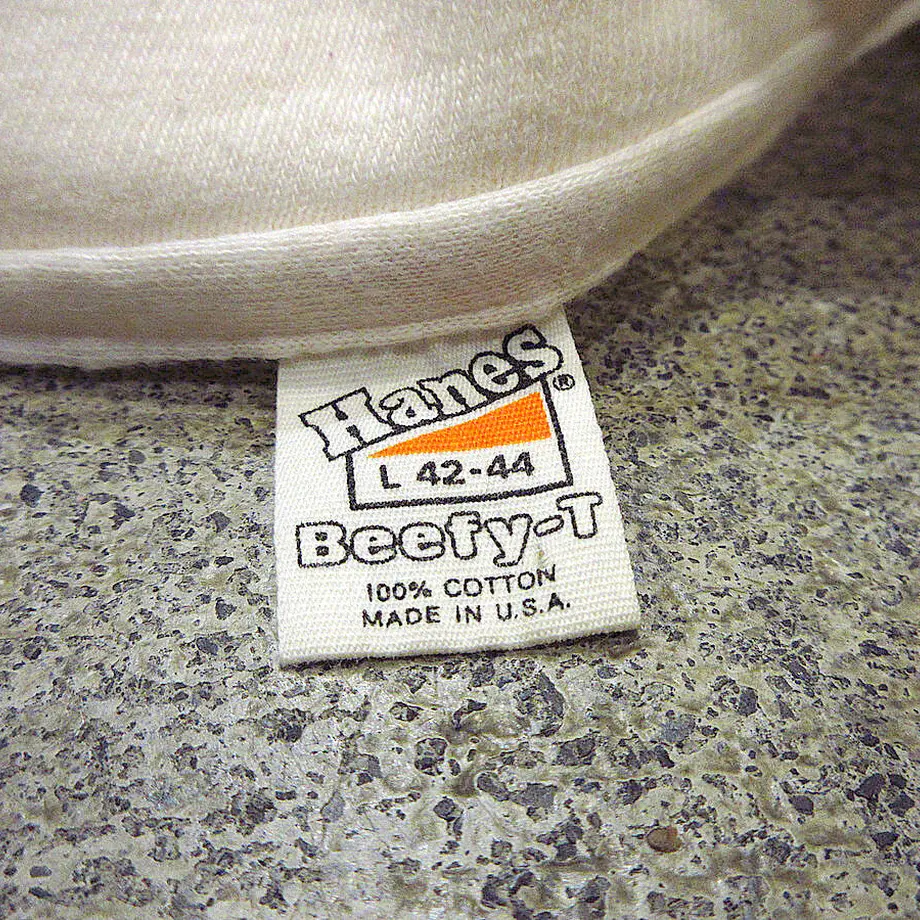 Hanes®
L 42-44
Beefy-T
100% COTTON
MADE IN U.S.A.